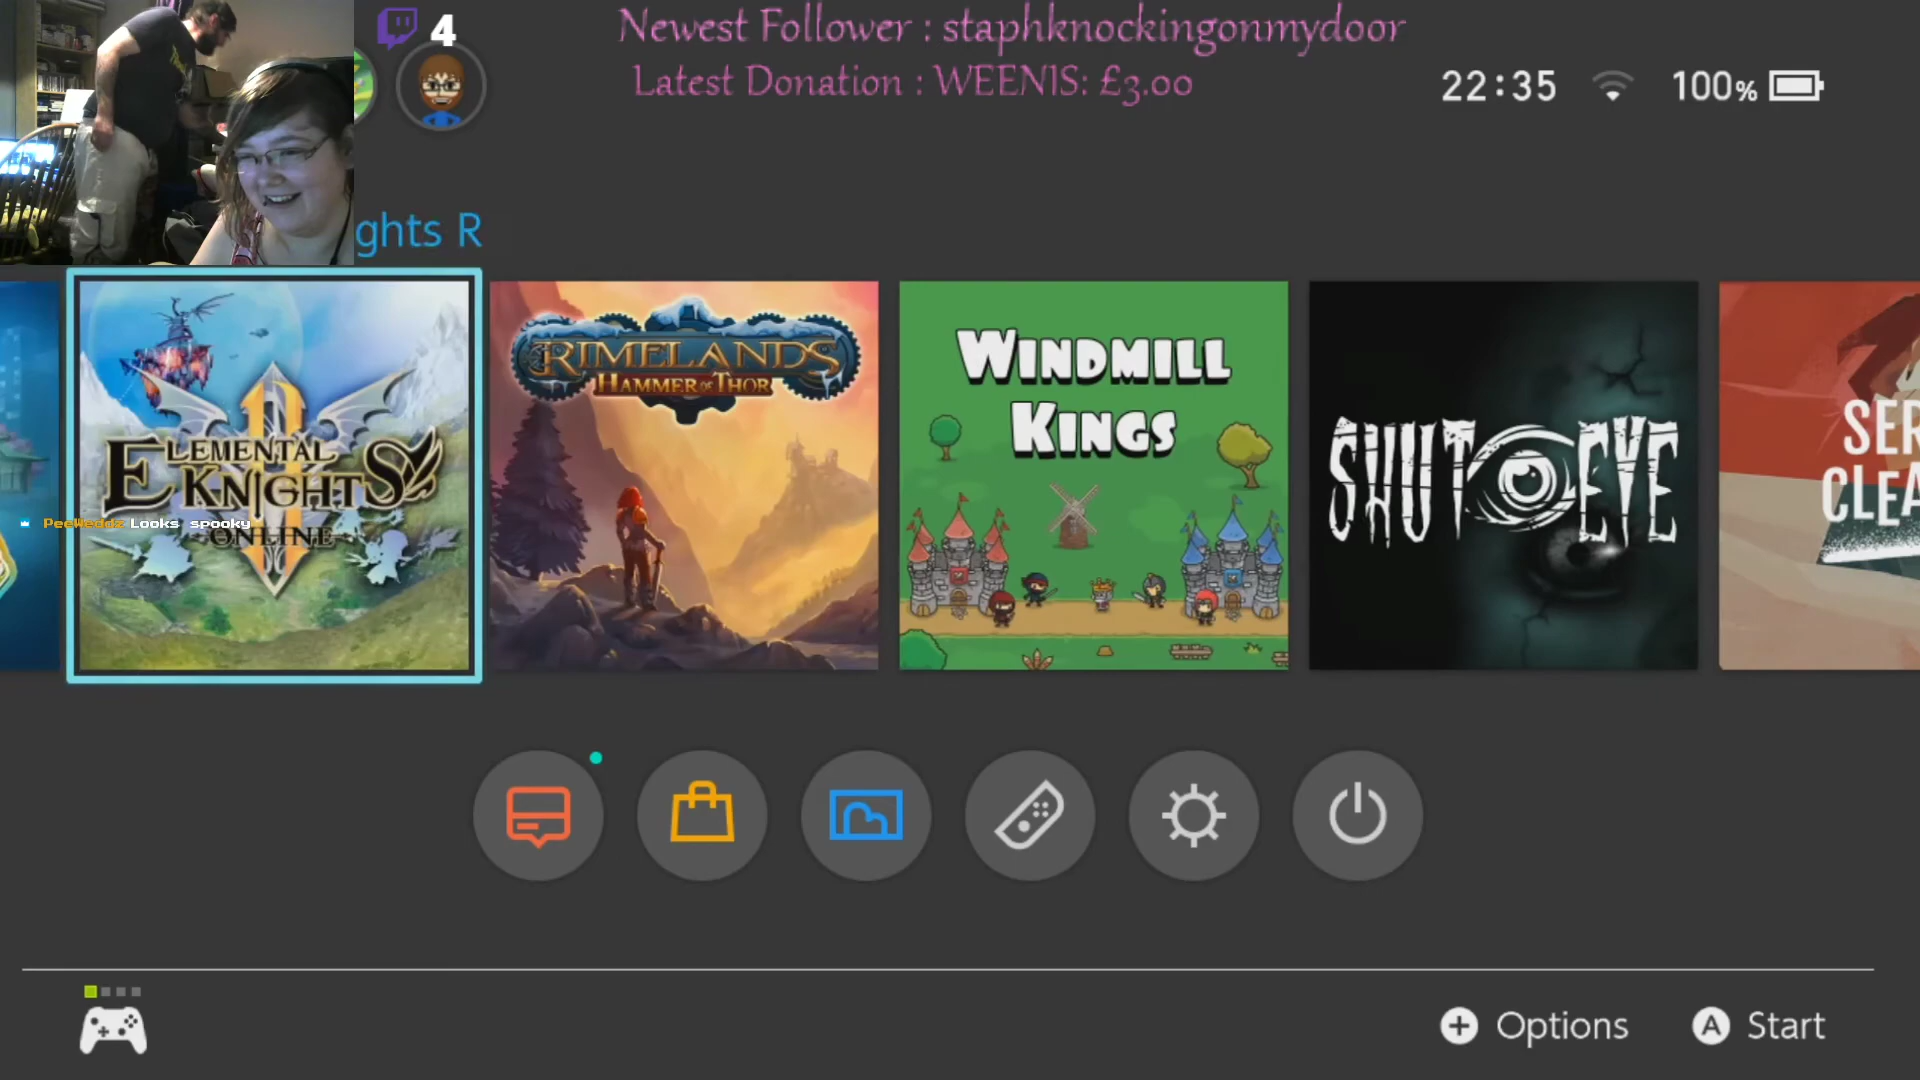 4
Newest Follower : staphknockingonmydoor
Latest Donation : WEENIS: £3.00
22:35
100%
ghts R
ELEMENTAL
KNIGHTS
ONLINE
RIMELANDS
HAMMER OF THOR
WINDMILL
KINGS
SHUT EYE
SER
CLEA
PeeWeddz Looks spooky
+ Options
A Start